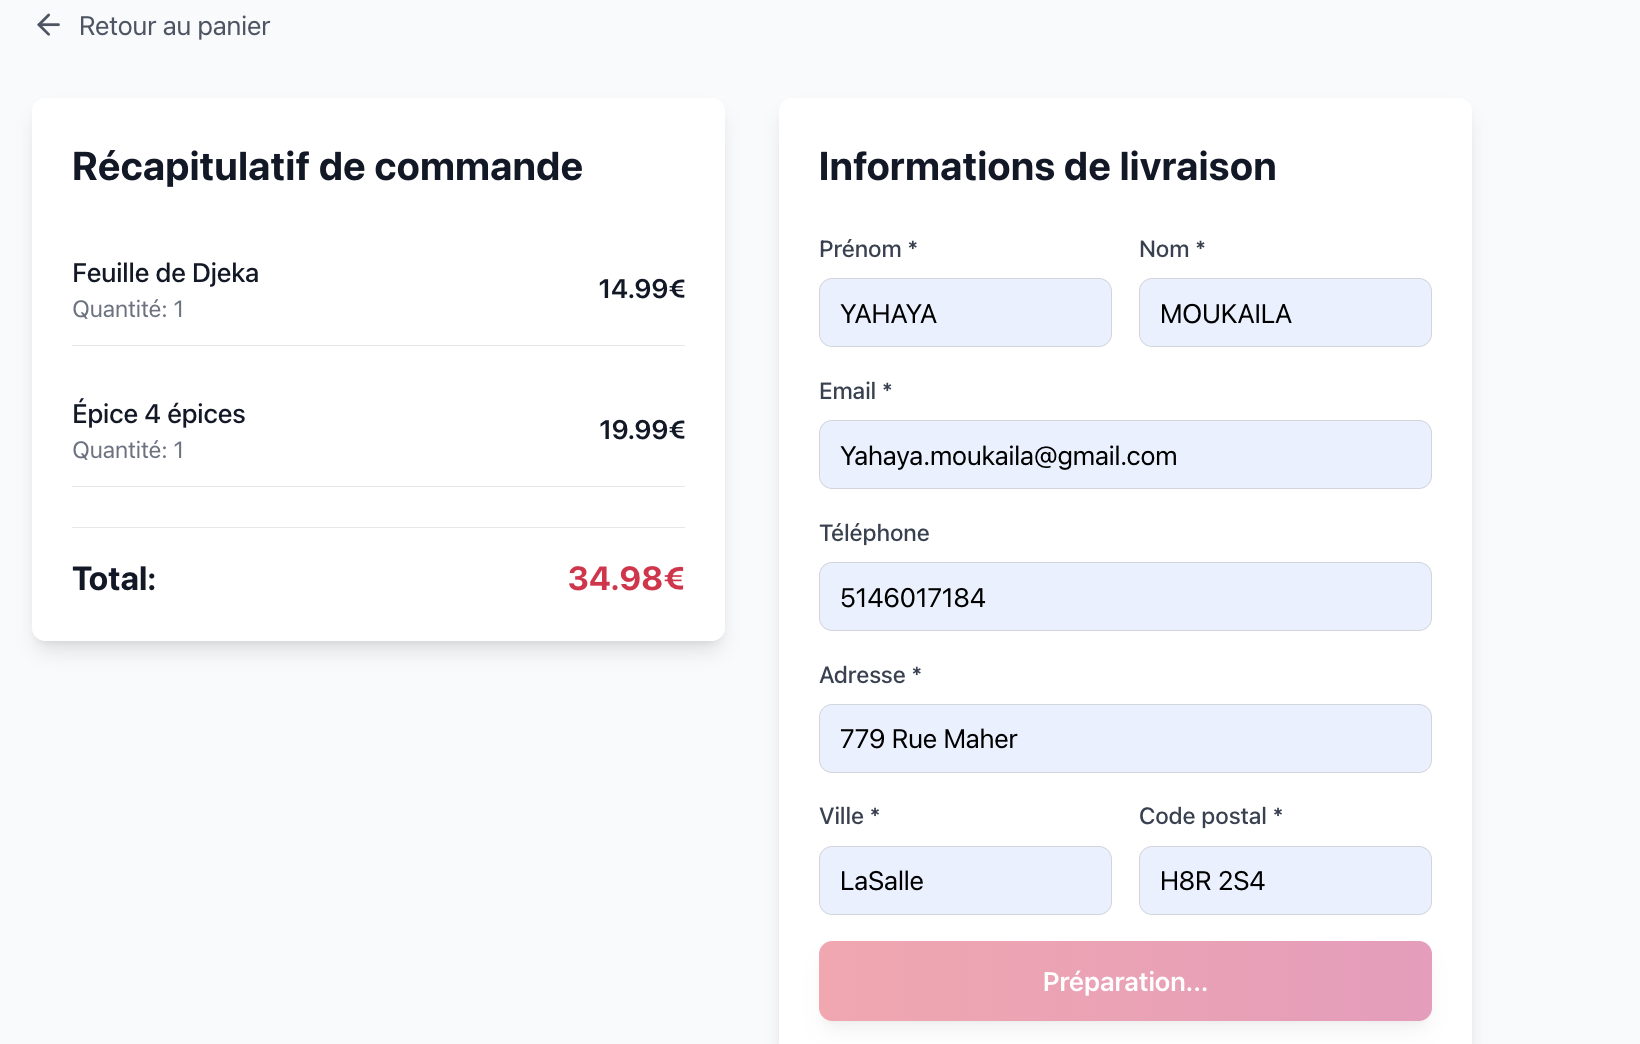 Retour au panier
Récapitulatif de commande
Feuille de Djeka
Quantité: 1
14.99€
Épice 4 épices
Quantité: 1
19.99€
Total:
34.98€
Informations de livraison
Prénom *
Nom *
YAHAYA
MOUKAILA
Email *
Yahaya.moukaila@gmail.com
Téléphone
5146017184
Adresse *
779 Rue Maher
Ville *
Code postal *
LaSalle
H8R 2S4
Préparation...